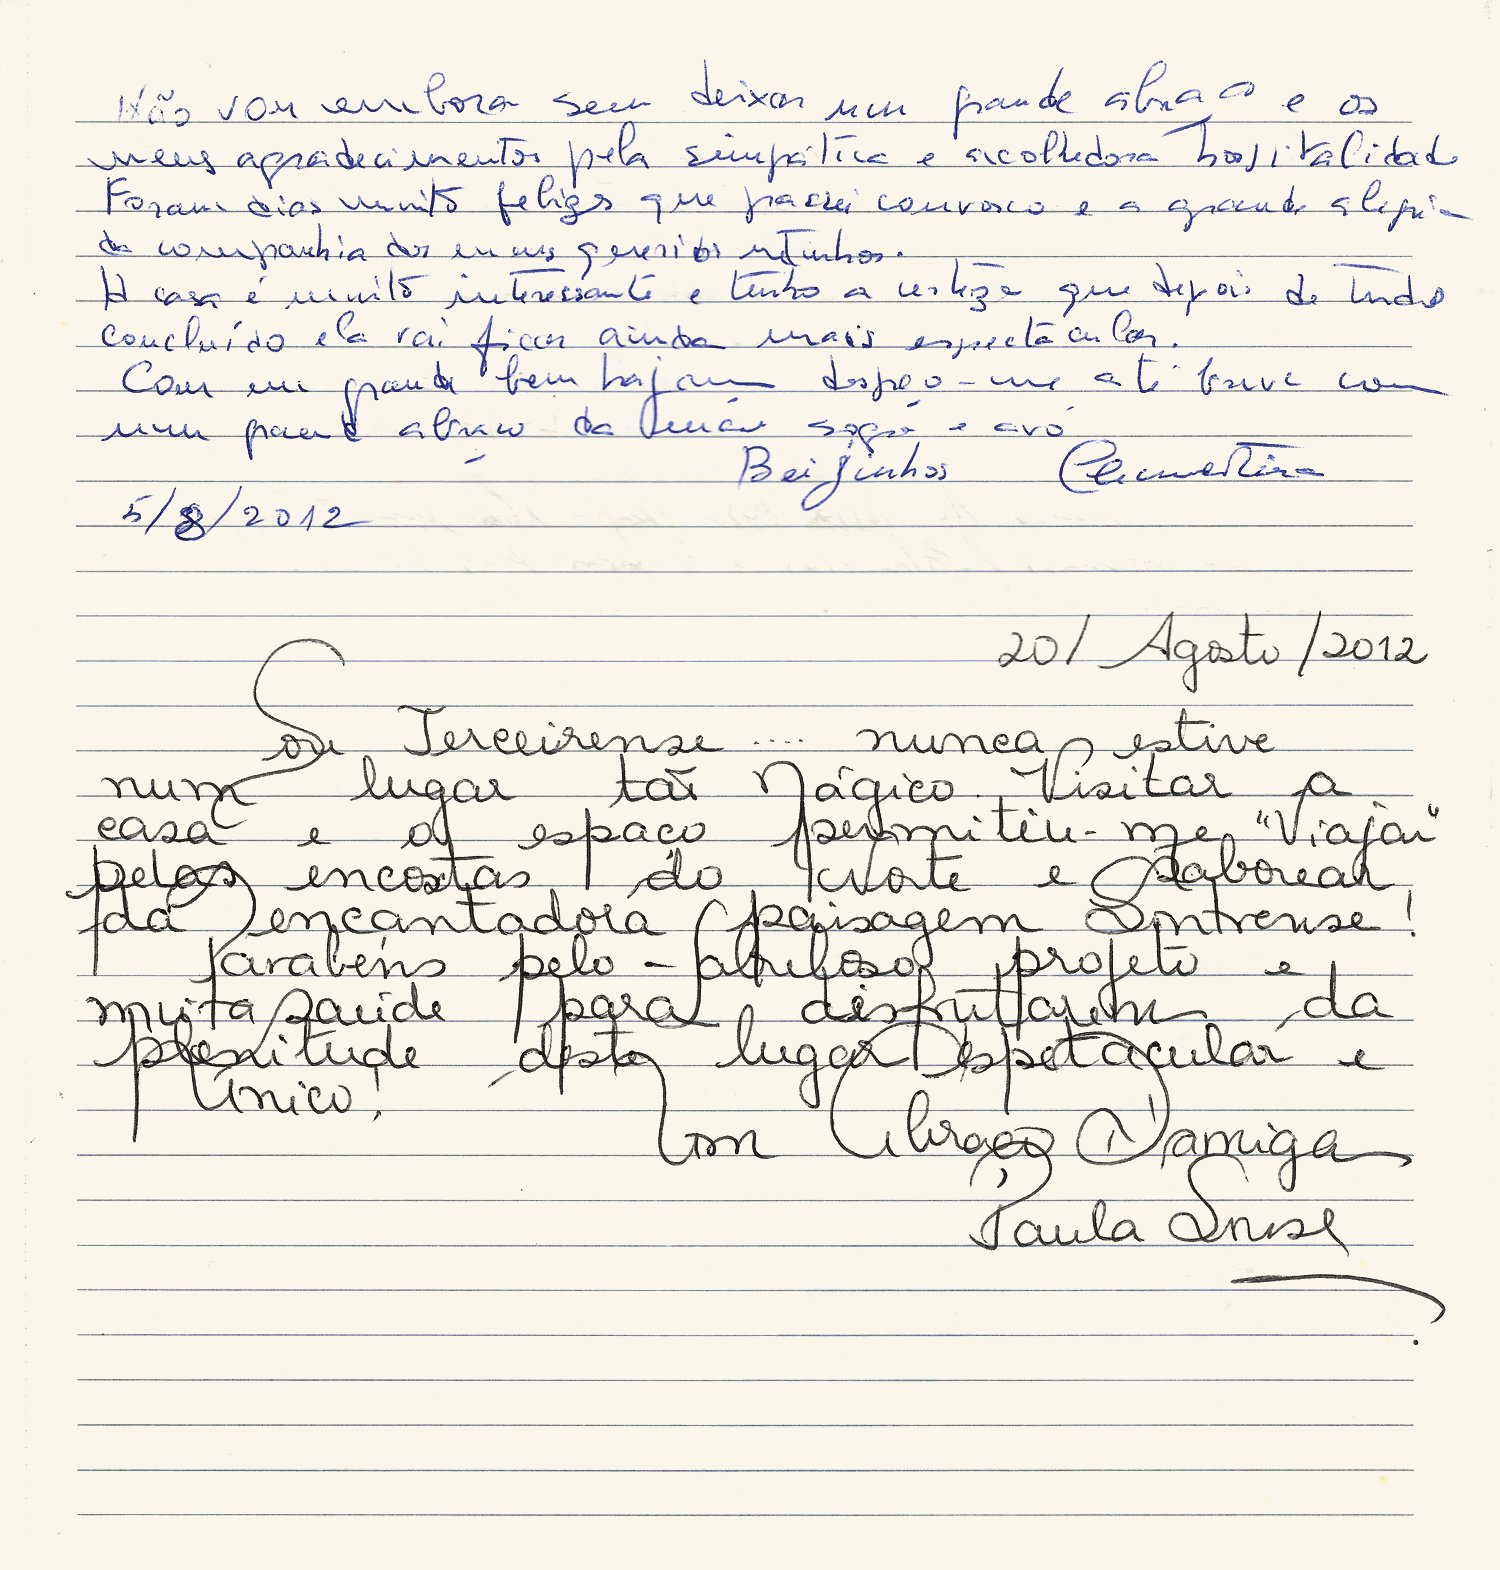 Não vou embora sem deixar um grande abraço e os
meus agradecimentos pela simpática e acolhedora hospitalidade
Foram dias muito felizes que passei convosco e a grande alegria
da companhia dos meus queridos netinhos.
A casa é muito interessante e tenho a certeza que depois de tudo
concluído ela vai ficar ainda mais espectacular.
Com um grande bem hajam despeço-me até breve com
um grande abraço da mãe sogra e avó
Beijinhos Clementina
5/8/2012
20/Agosto/2012
Sou Terceirense .... nunca estive
num lugar tão Mágico. Visitar a
casa e o espaço permitiu-me "Viajar"
pelas encostas do Norte e saborear
da encantadora paisagem Sintrense!
Parabéns pelo fabuloso projeto e
muita saúde para disfruttarem da
plenitude deste lugar espetacular e
Único!
Com Abraço D'amiga
Paula